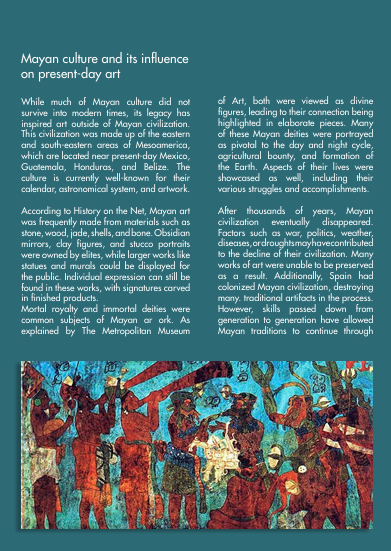 Mayan culture and its influence
on present-day art
While much of Mayan culture did not
survive into modern times, its legacy has
inspired art outside of Mayan civilization.
This civilization was made up of the eastern
and south-eastern areas of Mesoamerica,
which are located near present-day Mexico,
Guatemala, Honduras, and Belize. The
culture is currently well-known for their
calendar, astronomical system, and artwork.
According to History on the Net, Mayan art
was frequently made from materials such as
stone, wood, jade, shells, and bone. Obsidian
mirrors, clay figures, and stucco portraits
were owned by elites, while larger works like
statues and murals could be displayed for
the public. Individual expression can still be
found in these works, with signatures carved
in finished products.
Mortal royalty and immortal deities were
common subjects of Mayan ar ork. As
explained by The Metropolitan Museum
of Art, both were viewed as divine
figures, leading to their connection being
highlighted in elaborate pieces. Many
of these Mayan deities were portrayed
as pivotal to the day and night cycle,
agricultural bounty, and formation of
the Earth. Aspects of their lives were
showcased as well, including their
various struggles and accomplishments.
After thousands of years, Mayan
civilization eventually disappeared.
Factors such as war, politics, weather,
diseases, or droughts may have contributed
to the decline of their civilization. Many
works of art were unable to be preserved
as a result. Additionally, Spain had
colonized Mayan civilization, destroying
many. traditional artifacts in the process.
However, skills passed down from
generation to generation have allowed
Mayan traditions to continue through